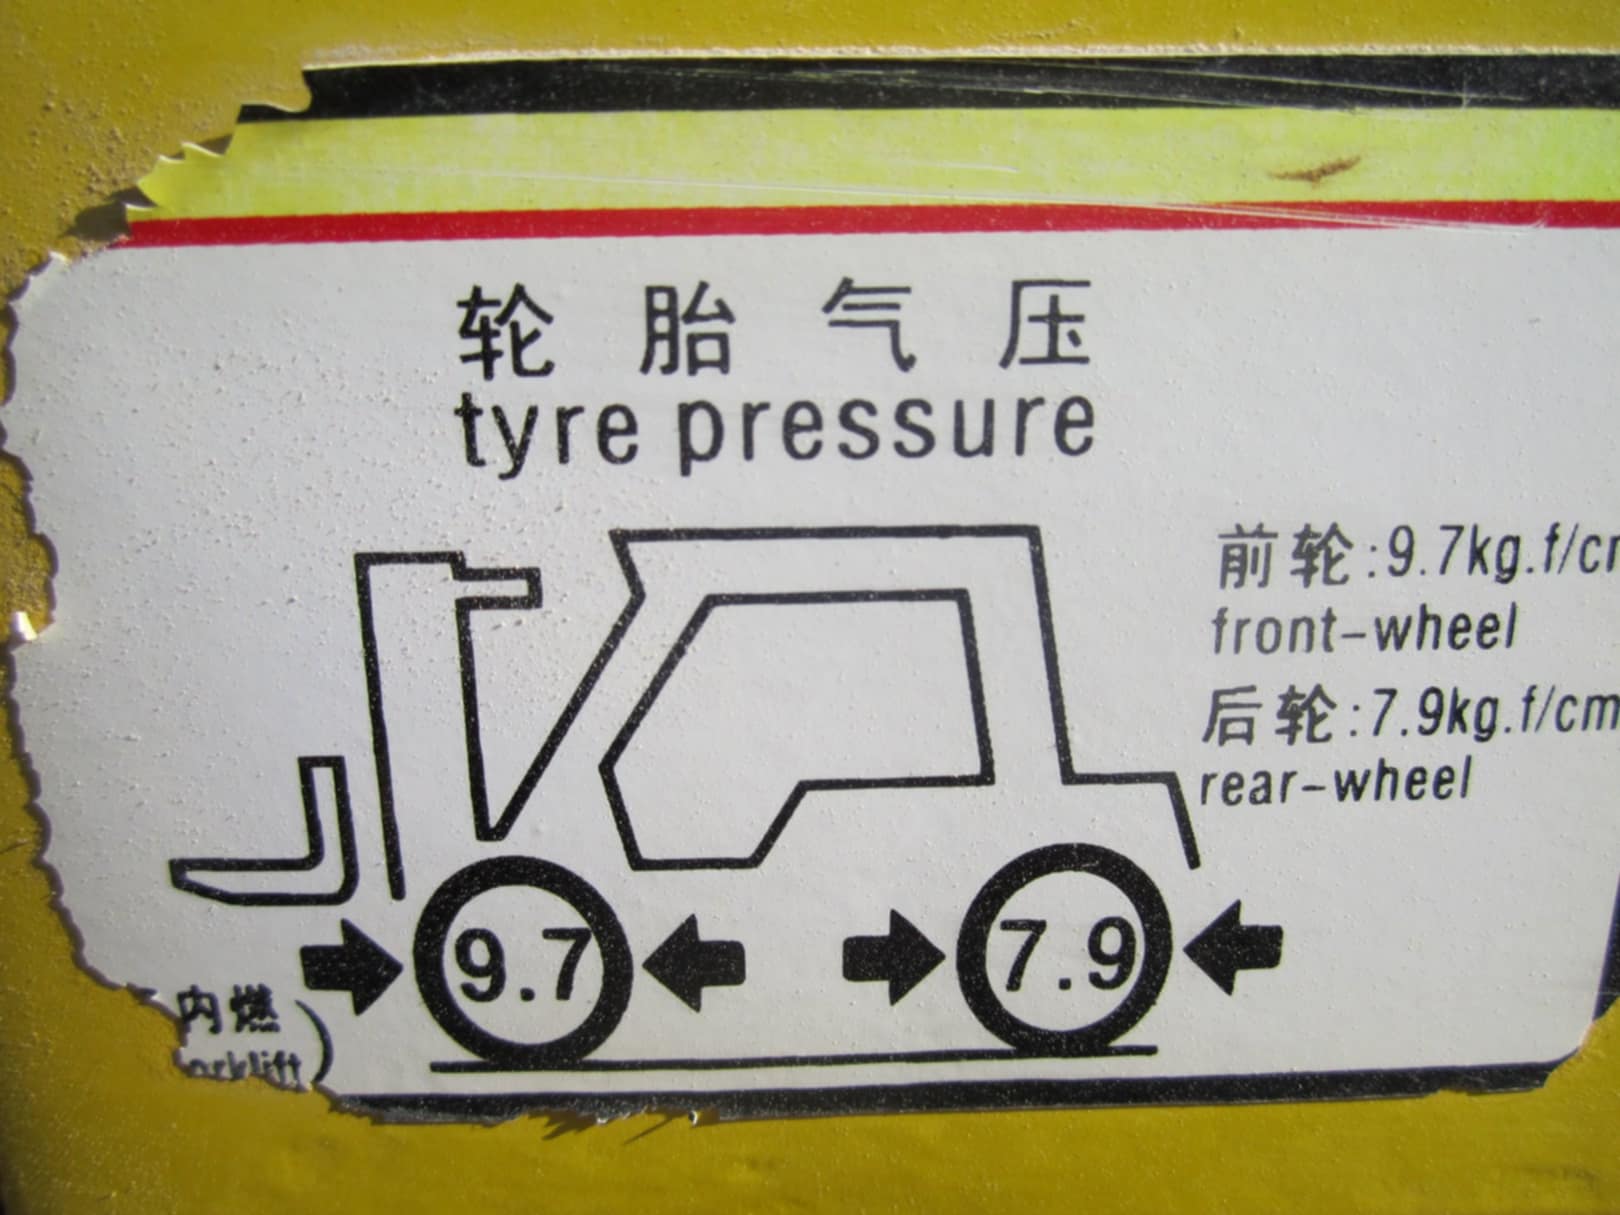 轮胎气压
tyre pressure
前轮:9.7kg.f/c
front-wheel
后轮:7.9kg.f/cm
rear-wheel
9.7
7.9
内燃)
orklift)